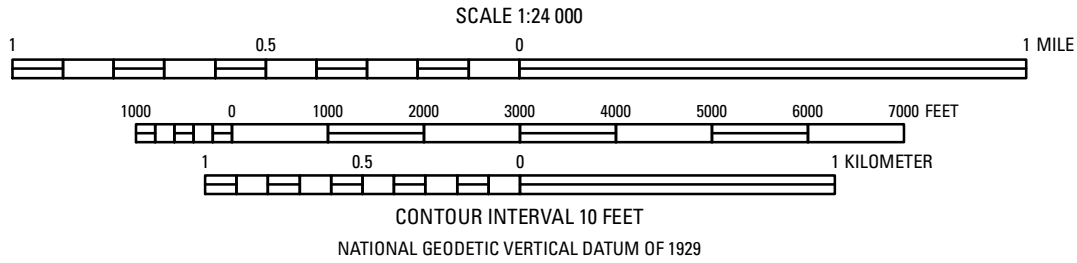 SCALE 1:24 000
1 0.5 0 1 MILE
1000 0 1000 2000 3000 4000 5000 6000 7000 FEET
1 0.5 0 1 KILOMETER
CONTOUR INTERVAL 10 FEET
NATIONAL GEODETIC VERTICAL DATUM OF 1929